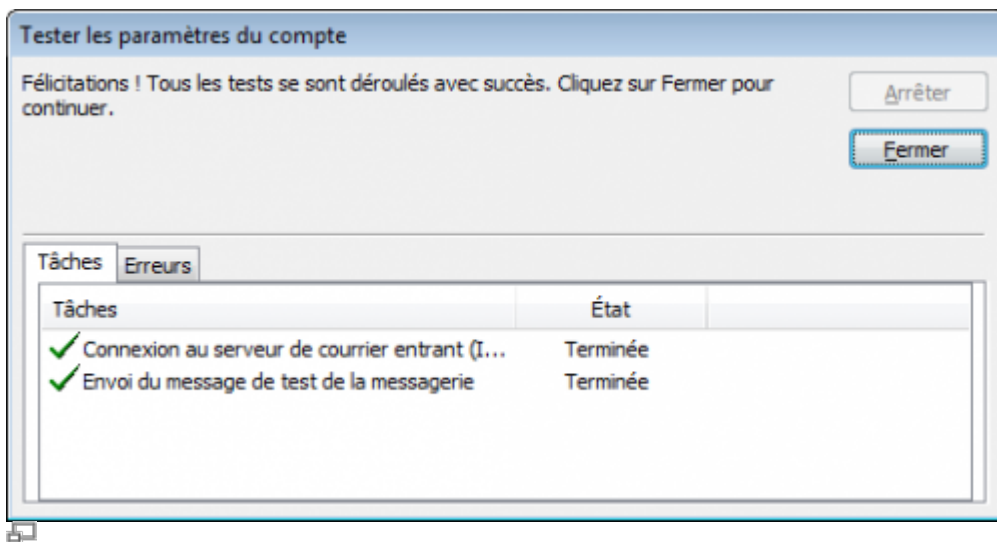 Tester les paramètres du compte
Félicitations ! Tous les tests se sont déroulés avec succès. Cliquez sur Fermer pour
continuer.
Arrêter
Fermer
Tâches Erreurs
Tâches État
Connexion au serveur de courrier entrant (I... Terminée
Envoi du message de test de la messagerie Terminée